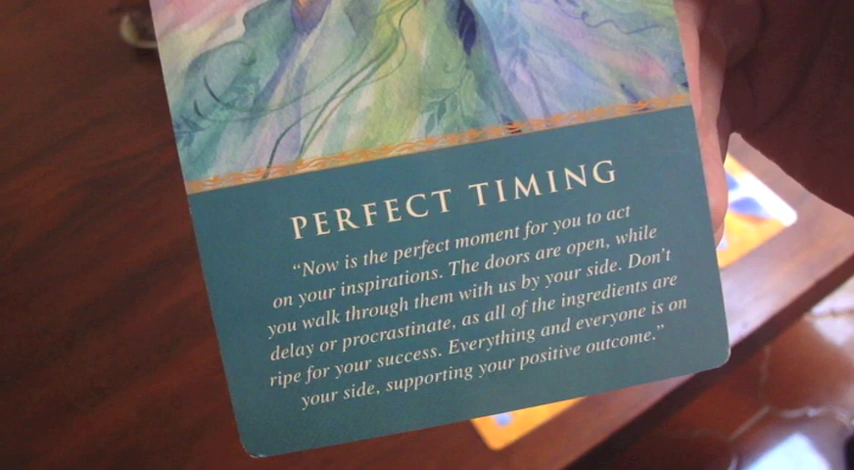 PERFECT TIMING
“Now is the perfect moment for you to act
on your inspirations. The doors are open, while
you walk through them with us by your side. Don’t
delay or procrastinate, as all of the ingredients are
ripe for your success. Everything and everyone is on
your side, supporting your positive outcome.”